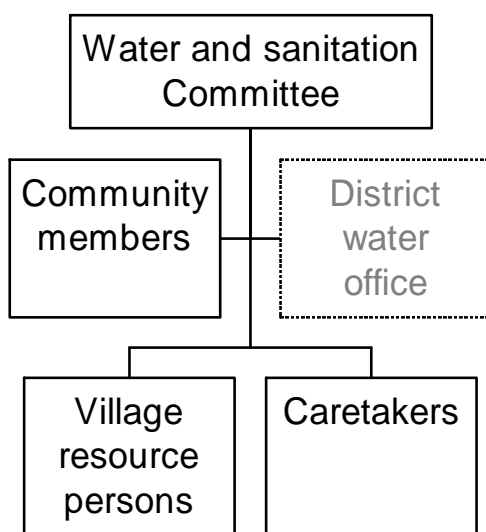 Water and sanitation
Committee
Community
members
District
water
office
Village
resource
persons
Caretakers